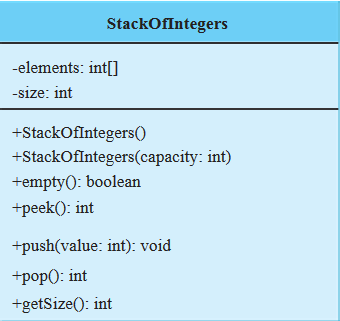 StackOfIntegers
-elements: int[]
-size: int
+StackOfIntegers()
+StackOfIntegers(capacity: int)
+empty(): boolean
+peek(): int
+push(value: int): void
+pop(): int
+getSize(): int